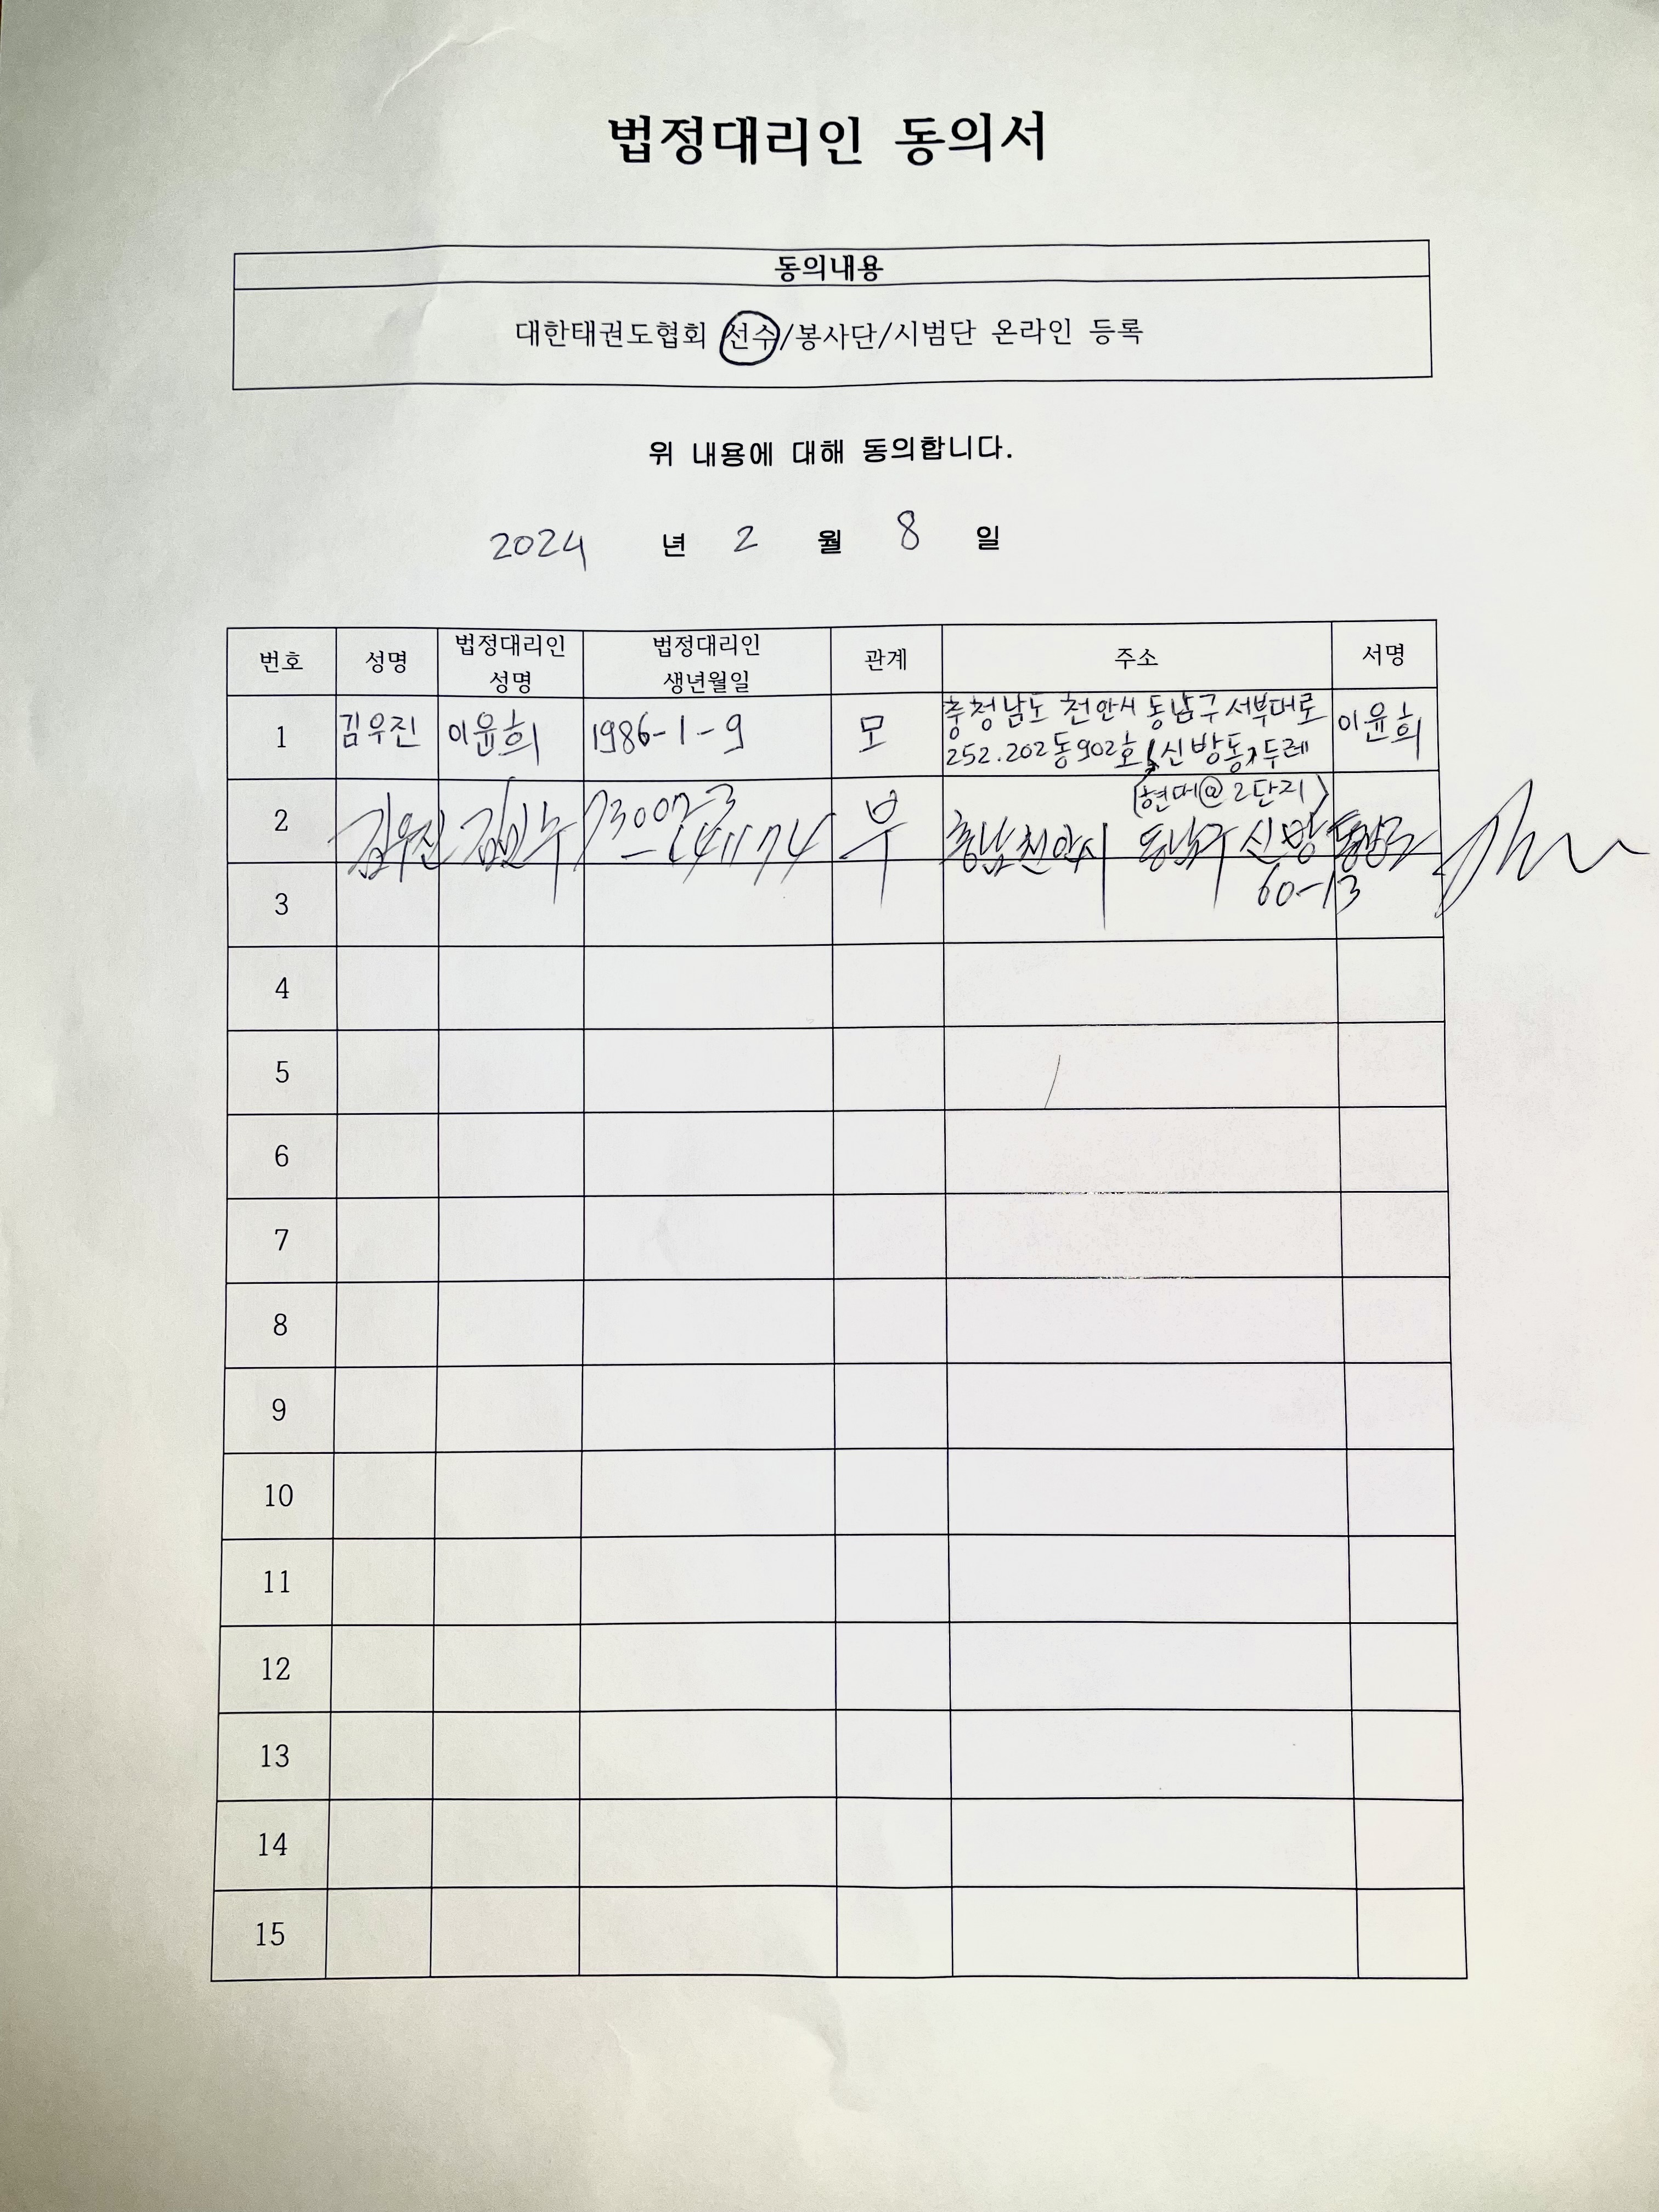 법정대리인 동의서
동의내용
대한태권도협회 선수/봉사단/시범단 온라인 등록
위 내용에 대해 동의합니다.
2024 년 2 월 8 일
번호 성명 법정대리인 성명 법정대리인 생년월일 관계 주소 서명
1 김우진 이윤희 1986-1-9 모 충청남도 천안시 동남구 서부대로 이윤희
252.202동902호 (신방동, 두레
현대@ 2단지)
2 김우진 부 충남 천안시 동남구 신방
60-13
3
4
5
6
7
8
9
10
11
12
13
14
15